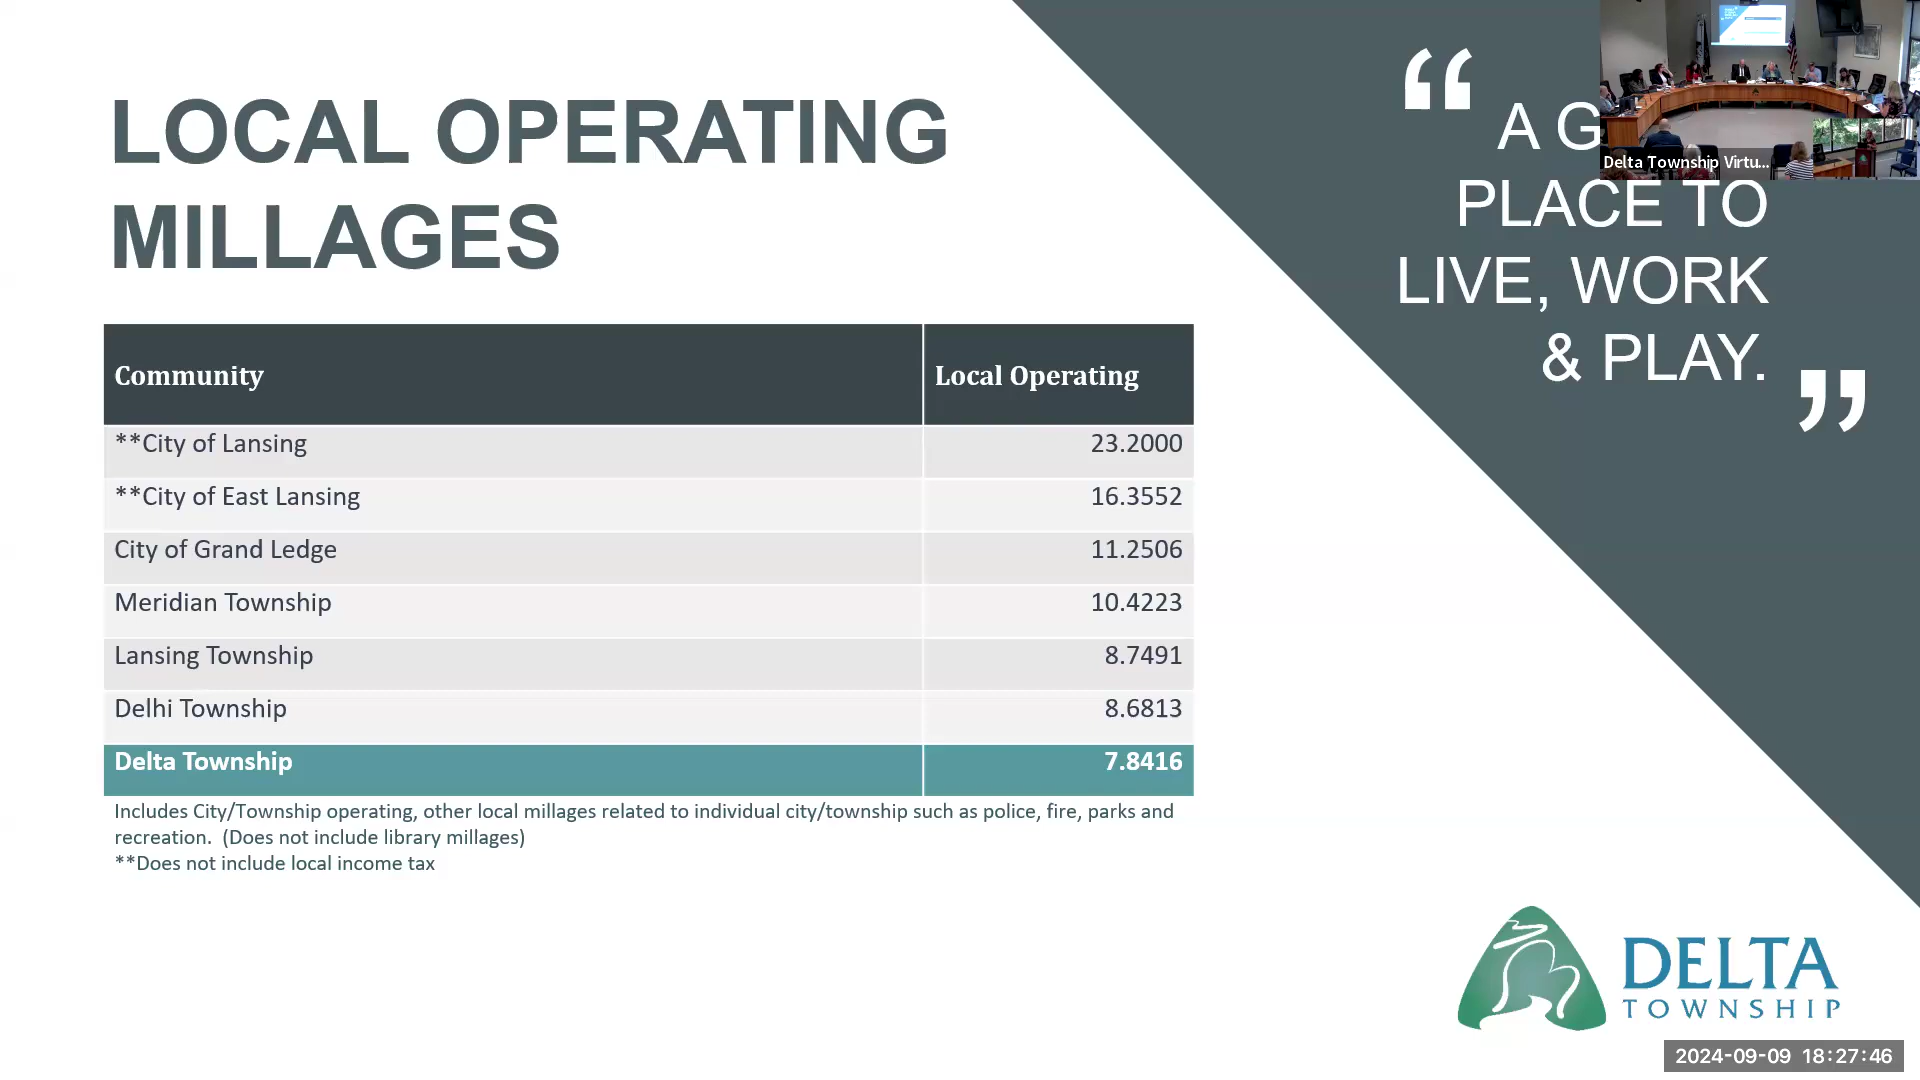 LOCAL OPERATING
MILLAGES
“
A G
PLACE TO
LIVE, WORK
& PLAY.
”
Delta Township Virtu...
Community Local Operating
**City of Lansing 23.2000
**City of East Lansing 16.3552
City of Grand Ledge 11.2506
Meridian Township 10.4223
Lansing Township 8.7491
Delhi Township 8.6813
Delta Township 7.8416
Includes City/Township operating, other local millages related to individual city/township such as police, fire, parks and
recreation. (Does not include library millages)
**Does not include local income tax
DELTA
TOWNSHIP
2024-09-09 18:27:46